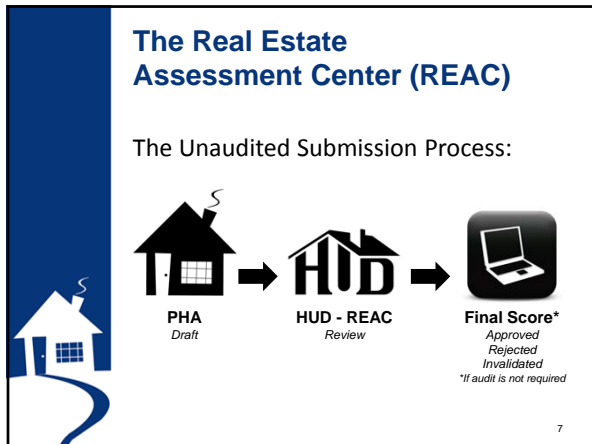 The Real Estate
Assessment Center (REAC)
The Unaudited Submission Process:
HUD
PHA
Draft
HUD - REAC
Review
Final Score*
Approved
Rejected
Invalidated
*If audit is not required
7